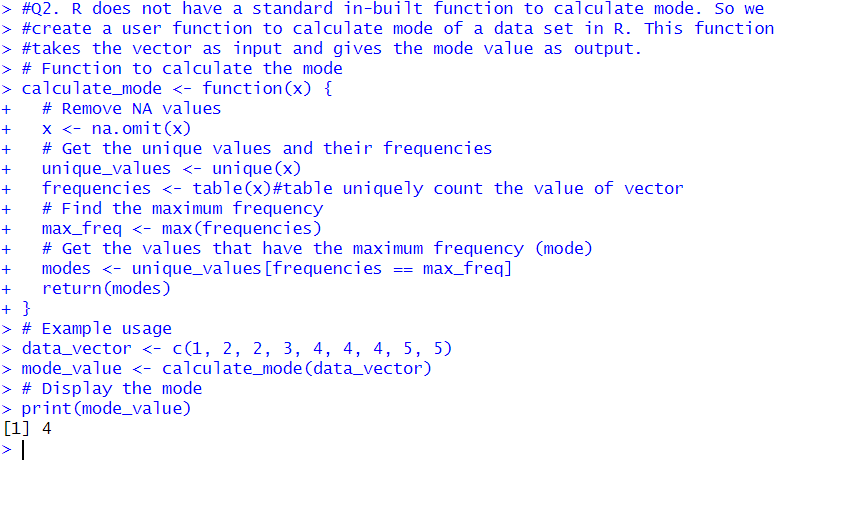 > #Q2. R does not have a standard in-built function to calculate mode. So we
> #create a user function to calculate mode of a data set in R. This function
> #takes the vector as input and gives the mode value as output.
> # Function to calculate the mode
> calculate_mode <- function(x) {
+   # Remove NA values
+   x <- na.omit(x)
+   # Get the unique values and their frequencies
+   unique_values <- unique(x)
+   frequencies <- table(x)#table uniquely count the value of vector
+   # Find the maximum frequency
+   max_freq <- max(frequencies)
+   # Get the values that have the maximum frequency (mode)
+   modes <- unique_values[frequencies == max_freq]
+   return(modes)
+ }
> # Example usage
> data_vector <- c(1, 2, 2, 3, 4, 4, 4, 5, 5)
> mode_value <- calculate_mode(data_vector)
> # Display the mode
> print(mode_value)
[1] 4
>